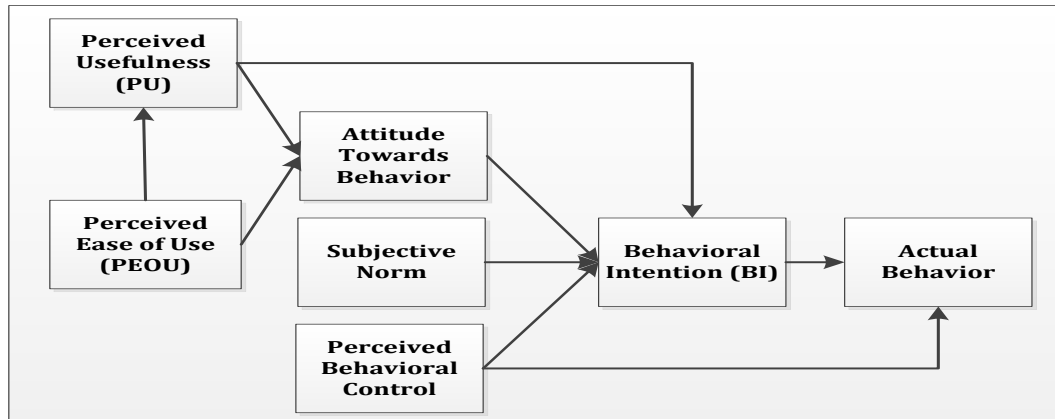 Perceived
Usefulness
(PU)
Attitude
Towards
Behavior
Perceived
Ease of Use
(PEOU)
Subjective
Norm
Behavioral
Intention (BI)
Actual
Behavior
Perceived
Behavioral
Control